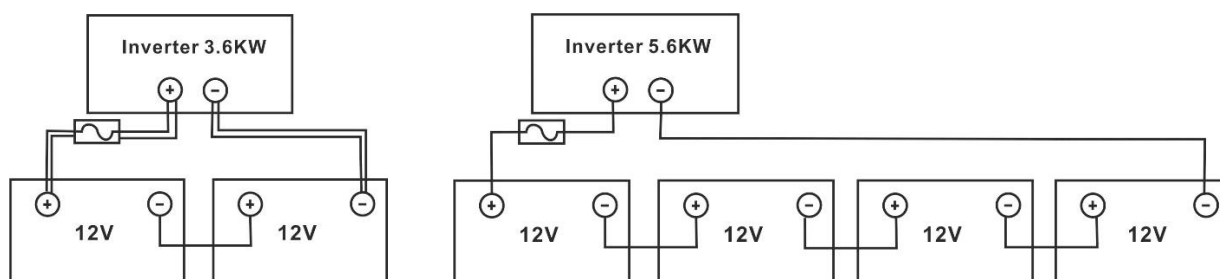 Inverter 3.6KW
+ −
+ − + −
12V 12V
Inverter 5.6KW
+ −
+ − + − + − + −
12V 12V 12V 12V